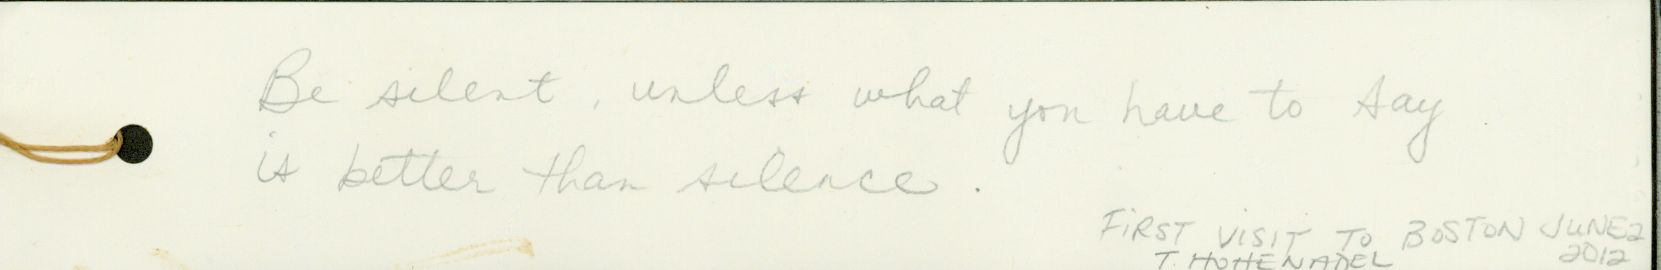 Be silent, unless what you have to say
is better than silence.
FIRST VISIT TO BOSTON JUNE 2
T. HOHENADEL 2012